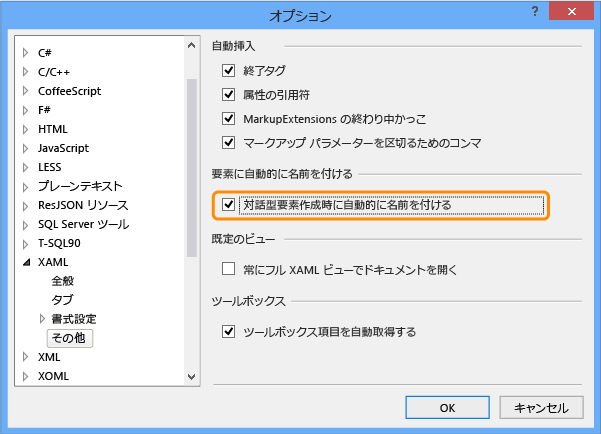 オプション
?
C#
C/C++
CoffeeScript
F#
HTML
JavaScript
LESS
プレーンテキスト
ResJSON リソース
SQL Server ツール
T-SQL90
XAML
全般
タブ
書式設定
その他
XML
XOML
自動挿入
終了タグ
属性の引用符
MarkupExtensions の終わり中かっこ
マークアップ パラメーターを区切るためのコンマ
要素に自動的に名前を付ける
対話型要素作成時に自動的に名前を付ける
既定のビュー
常にフル XAML ビューでドキュメントを開く
ツールボックス
ツールボックス項目を自動取得する
OK
キャンセル